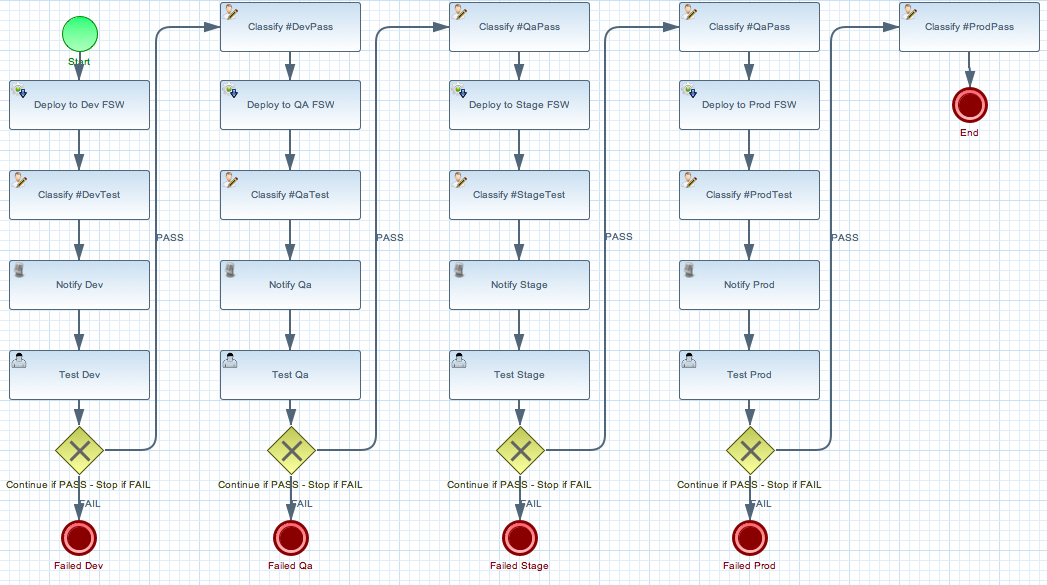 Start
Deploy to Dev FSW
Classify #DevTest
Notify Dev
Test Dev
Continue if PASS - Stop if FAIL
FAIL
Failed Dev
PASS
Classify #DevPass
Deploy to QA FSW
Classify #QaTest
Notify Qa
Test Qa
Continue if PASS - Stop if FAIL
FAIL
Failed Qa
PASS
Classify #QaPass
Deploy to Stage FSW
Classify #StageTest
Notify Stage
Test Stage
Continue if PASS - Stop if FAIL
FAIL
Failed Stage
PASS
Classify #QaPass
Deploy to Prod FSW
Classify #ProdTest
Notify Prod
Test Prod
Continue if PASS - Stop if FAIL
FAIL
Failed Prod
PASS
Classify #ProdPass
End